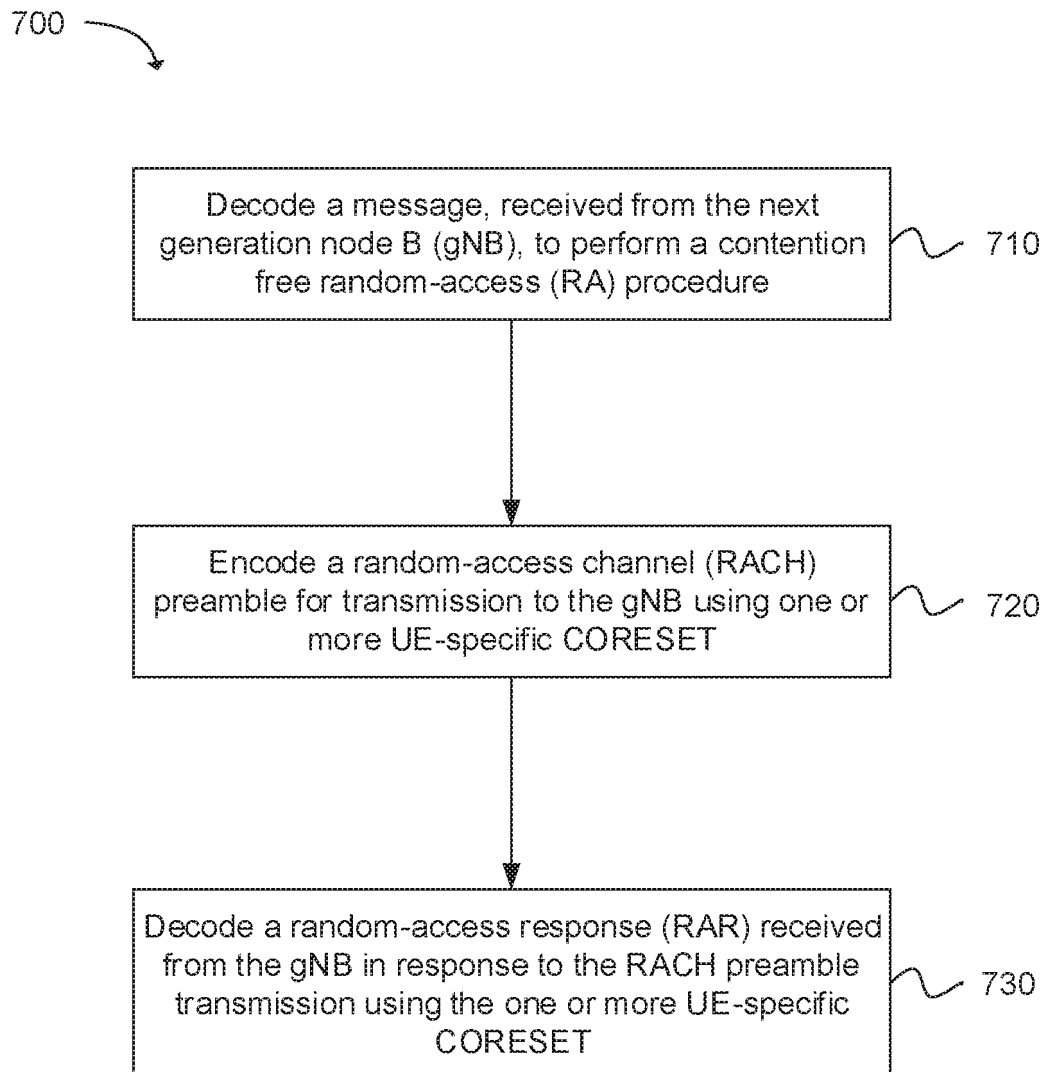 700
Decode a message, received from the next
generation node B (gNB), to perform a contention
free random-access (RA) procedure
710
Encode a random-access channel (RACH)
preamble for transmission to the gNB using one or
more UE-specific CORESET
720
Decode a random-access response (RAR) received
from the gNB in response to the RACH preamble
transmission using the one or more UE-specific
CORESET
730